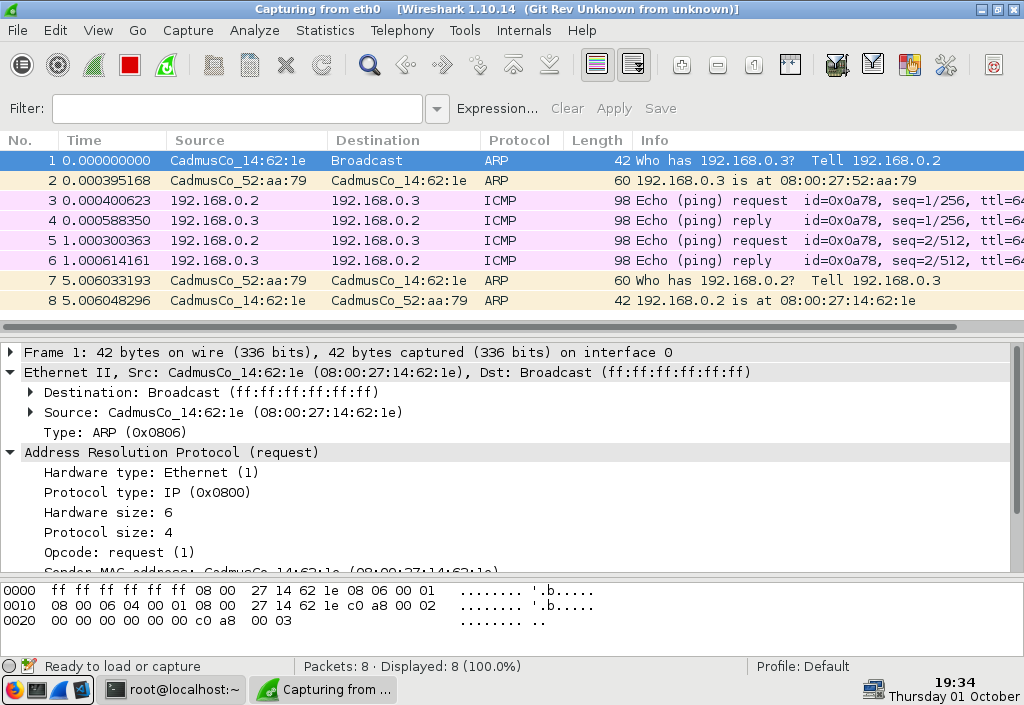 Capturing from eth0    [Wireshark 1.10.14  (Git Rev Unknown from unknown)]
File Edit View Go Capture Analyze Statistics Telephony Tools Internals Help
Filter: Expression... Clear Apply Save
No. Time Source Destination Protocol Length Info
1 0.000000000 CadmusCo_14:62:1e Broadcast ARP 42 Who has 192.168.0.3?  Tell 192.168.0.2
2 0.000395168 CadmusCo_52:aa:79 CadmusCo_14:62:1e ARP 60 192.168.0.3 is at 08:00:27:52:aa:79
3 0.000400623 192.168.0.2 192.168.0.3 ICMP 98 Echo (ping) request  id=0x0a78, seq=1/256, ttl=64
4 0.000588350 192.168.0.3 192.168.0.2 ICMP 98 Echo (ping) reply    id=0x0a78, seq=1/256, ttl=64
5 1.000300363 192.168.0.2 192.168.0.3 ICMP 98 Echo (ping) request  id=0x0a78, seq=2/512, ttl=64
6 1.000614161 192.168.0.3 192.168.0.2 ICMP 98 Echo (ping) reply    id=0x0a78, seq=2/512, ttl=64
7 5.006033193 CadmusCo_52:aa:79 CadmusCo_14:62:1e ARP 60 Who has 192.168.0.2?  Tell 192.168.0.3
8 5.006048296 CadmusCo_14:62:1e CadmusCo_52:aa:79 ARP 42 192.168.0.2 is at 08:00:27:14:62:1e
Frame 1: 42 bytes on wire (336 bits), 42 bytes captured (336 bits) on interface 0
Ethernet II, Src: CadmusCo_14:62:1e (08:00:27:14:62:1e), Dst: Broadcast (ff:ff:ff:ff:ff:ff)
Destination: Broadcast (ff:ff:ff:ff:ff:ff)
Source: CadmusCo_14:62:1e (08:00:27:14:62:1e)
Type: ARP (0x0806)
Address Resolution Protocol (request)
Hardware type: Ethernet (1)
Protocol type: IP (0x0800)
Hardware size: 6
Protocol size: 4
Opcode: request (1)
Sender MAC address: CadmusCo_14:62:1e (08:00:27:14:62:1e)
0000  ff ff ff ff ff ff 08 00  27 14 62 1e 08 06 00 01   ........ '.b.....
0010  08 00 06 04 00 01 08 00  27 14 62 1e c0 a8 00 02   ........ '.b.....
0020  00 00 00 00 00 00 c0 a8  00 03                     ........ ..
Ready to load or capture Packets: 8 · Displayed: 8 (100.0%) Profile: Default
root@localhost:~ Capturing from ... 19:34
Thursday 01 October